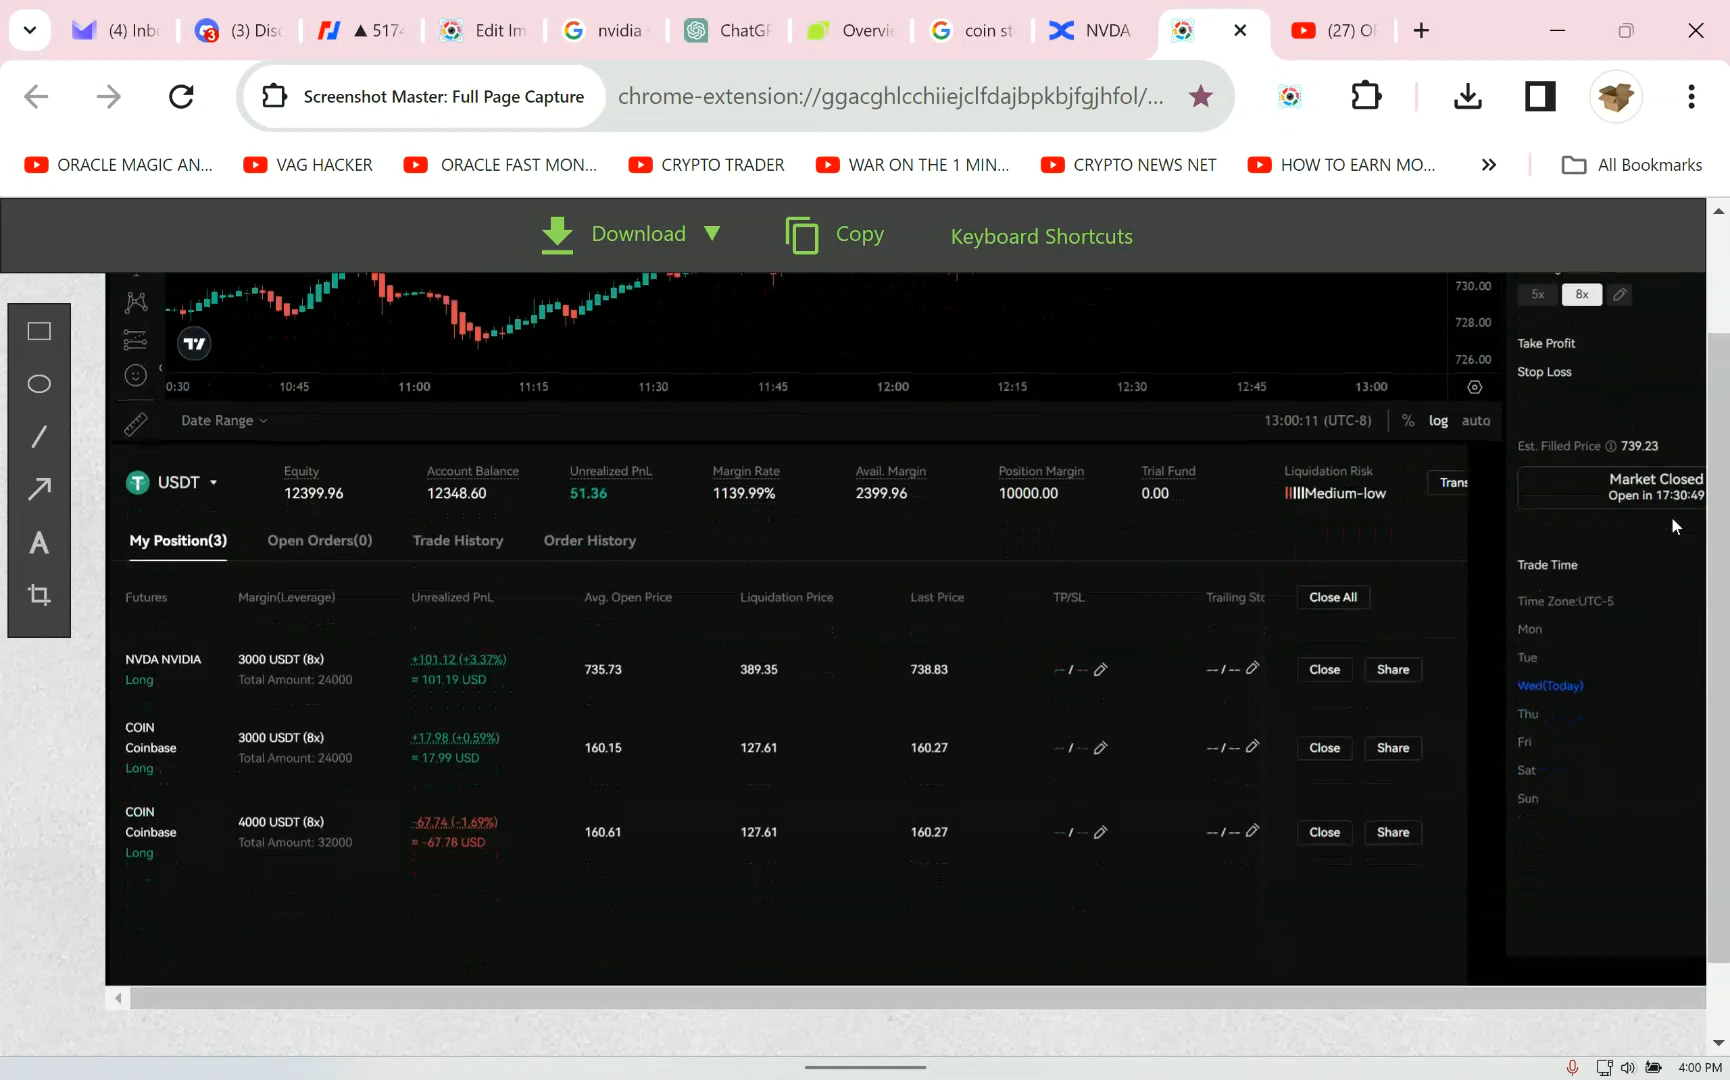 (4) Inb
3
(3) Disc
▲ 5174
Edit Im
nvidia s
ChatGP
Overvie
coin st
NVDA
(27) OR
Screenshot Master: Full Page Capture
chrome-extension://ggacghlcchiiejclfdajbpkbjfgjhfol/...
ORACLE MAGIC AN...
VAG HACKER
ORACLE FAST MON...
CRYPTO TRADER
WAR ON THE 1 MIN...
CRYPTO NEWS NET
HOW TO EARN MO...
All Bookmarks
Download
Copy
Keyboard Shortcuts
730.00
728.00
726.00
5x 8x
Take Profit
Stop Loss
0:30 10:45 11:00 11:15 11:30 11:45 12:00 12:15 12:30 12:45 13:00
Date Range
13:00:11 (UTC-8) % log auto
Est. Filled Price 739.23
Market Closed
Open in 17:30:49
USDT
Equity Account Balance Unrealized PnL Margin Rate Avail. Margin Position Margin Trial Fund Liquidation Risk
12399.96 12348.60 51.36 1139.99% 2399.96 10000.00 0.00 Medium-low
Trans
My Position(3) Open Orders(0) Trade History Order History
Futures Margin(Leverage) Unrealized PnL Avg. Open Price Liquidation Price Last Price TP/SL Trailing Sto Close All
NVDA NVIDIA 3000 USDT (8x) +101.12 (+3.37%) 735.73 389.35 738.83 -- / -- -- / -- Close Share
Long Total Amount: 24000 ≈ 101.19 USD
COIN
Coinbase 3000 USDT (8x) +17.98 (+0.59%) 160.15 127.61 160.27 -- / -- -- / -- Close Share
Long Total Amount: 24000 ≈ 17.99 USD
COIN
Coinbase 4000 USDT (8x) -67.74 (-1.69%) 160.61 127.61 160.27 -- / -- -- / -- Close Share
Long Total Amount: 32000 ≈ -67.78 USD
Trade Time
Time Zone:UTC-5
Mon
Tue
Wed(Today)
Thu
Fri
Sat
Sun
4:00 PM